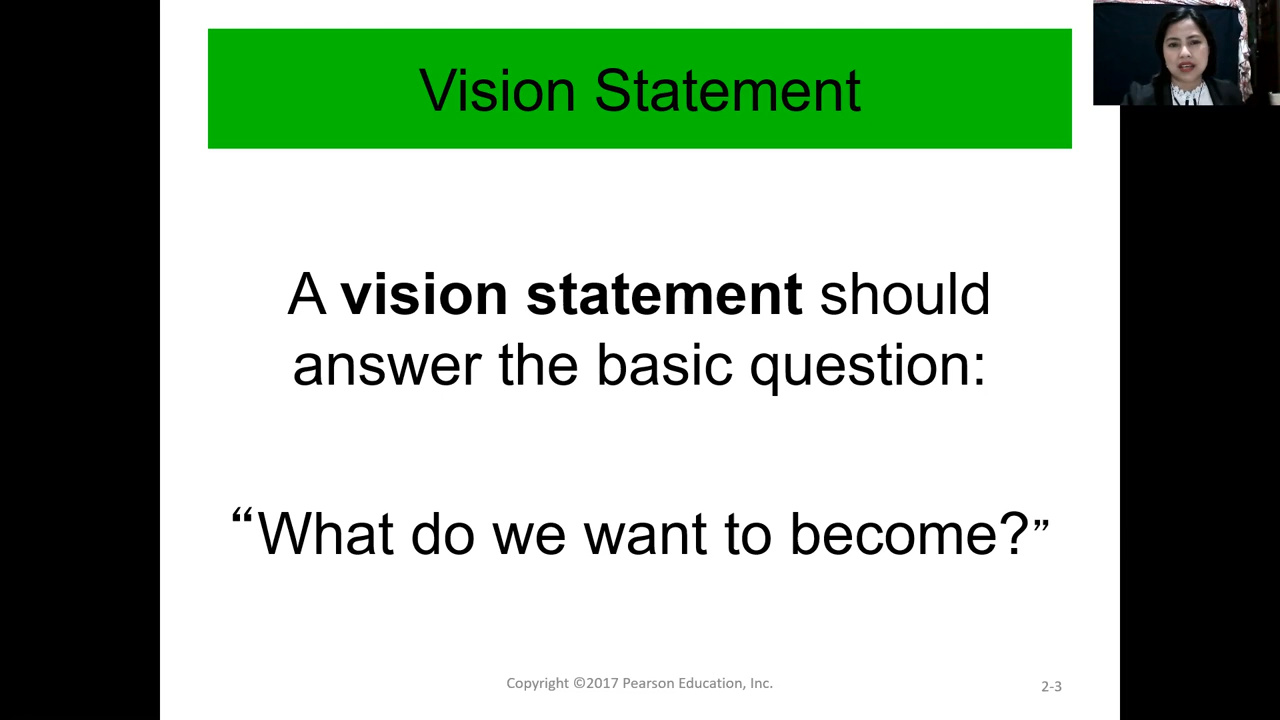 Vision Statement
A vision statement should
answer the basic question:
“What do we want to become?”
Copyright ©2017 Pearson Education, Inc.
2-3